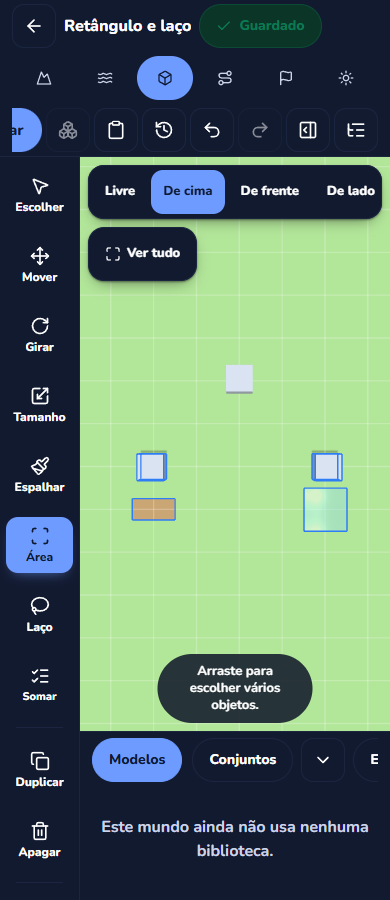 Retângulo e laço
Guardado
ar
Livre
De cima
De frente
De lado
Ver tudo
Escolher
Mover
Girar
Tamanho
Espalhar
Área
Laço
Somar
Duplicar
Apagar
Arraste para
escolher vários
objetos.
Modelos
Conjuntos
E
Este mundo ainda não usa nenhuma
biblioteca.